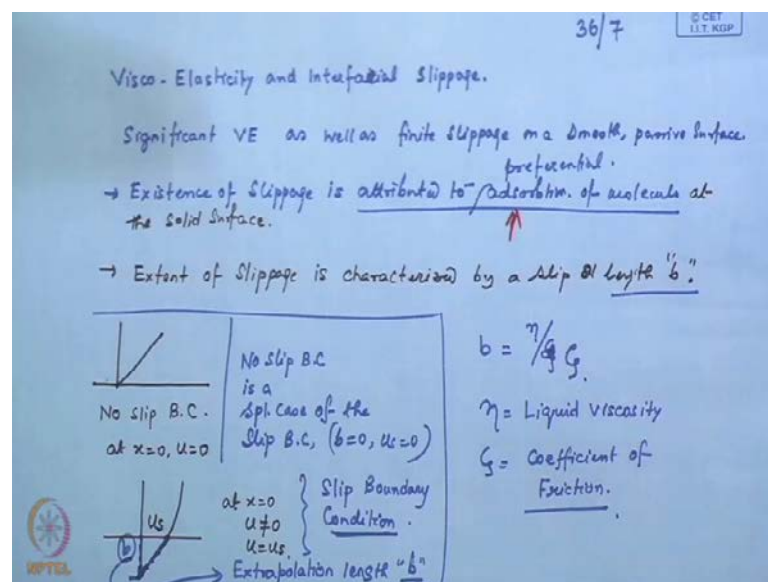 36/7
© CET
I.I.T. KGP
Visco-Elasticity and Interfacial Slippage.
Significant VE as well as finite slippage on a smooth, passive surface
preferential.
→ Existence of Slippage is attributed to adsorbtion. of molecule at
the solid surface.
→ Extent of Slippage is characterized by a slip length "b".
No Slip B.C.
at x=0, u=0
No Slip B.C
is a
Spl. Case of the
Slip B.C, (b=0, us=0)
b = η/ζ
η = Liquid Viscosity
ζ = Coefficient of
Friction.
us
b
at x=0
u≠0
u=us.
Slip Boundary
Condition.
Extrapolation length "b"
NPTEL